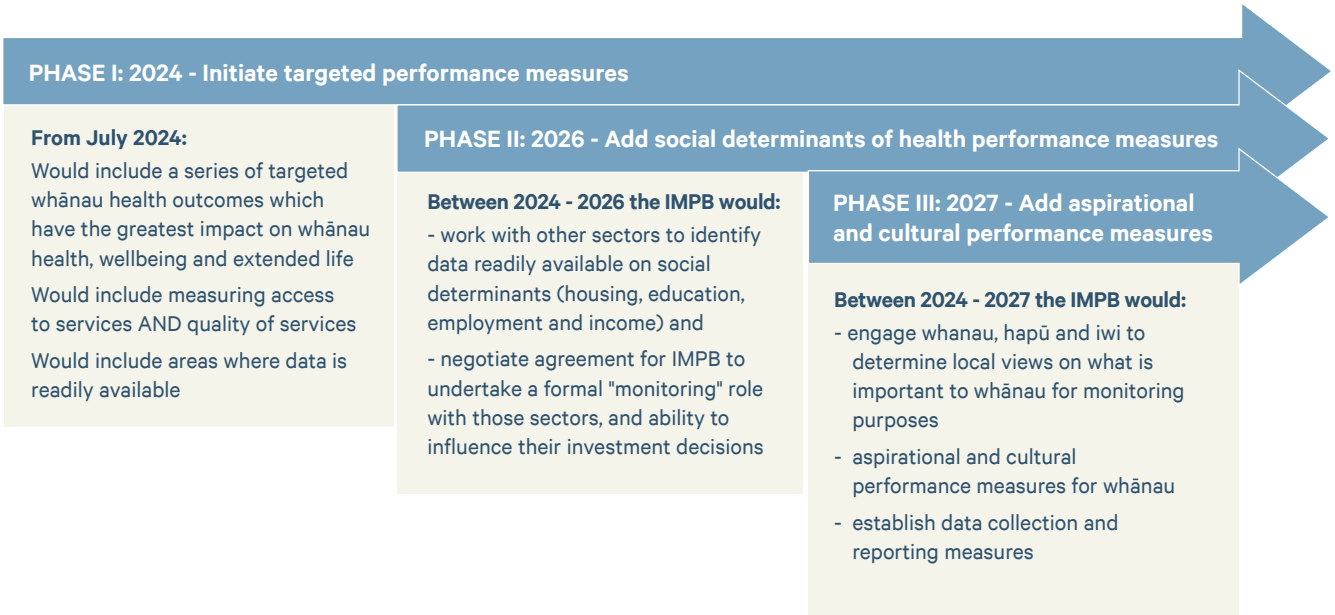 PHASE I: 2024 - Initiate targeted performance measures
From July 2024:
Would include a series of targeted
whānau health outcomes which
have the greatest impact on whānau
health, wellbeing and extended life
Would include measuring access
to services AND quality of services
Would include areas where data is
readily available
PHASE II: 2026 - Add social determinants of health performance measures
Between 2024 - 2026 the IMPB would:
- work with other sectors to identify
data readily available on social
determinants (housing, education,
employment and income) and
- negotiate agreement for IMPB to
undertake a formal "monitoring" role
with those sectors, and ability to
influence their investment decisions
PHASE III: 2027 - Add aspirational
and cultural performance measures
Between 2024 - 2027 the IMPB would:
- engage whanau, hapū and iwi to
determine local views on what is
important to whānau for monitoring
purposes
- aspirational and cultural
performance measures for whānau
- establish data collection and
reporting measures